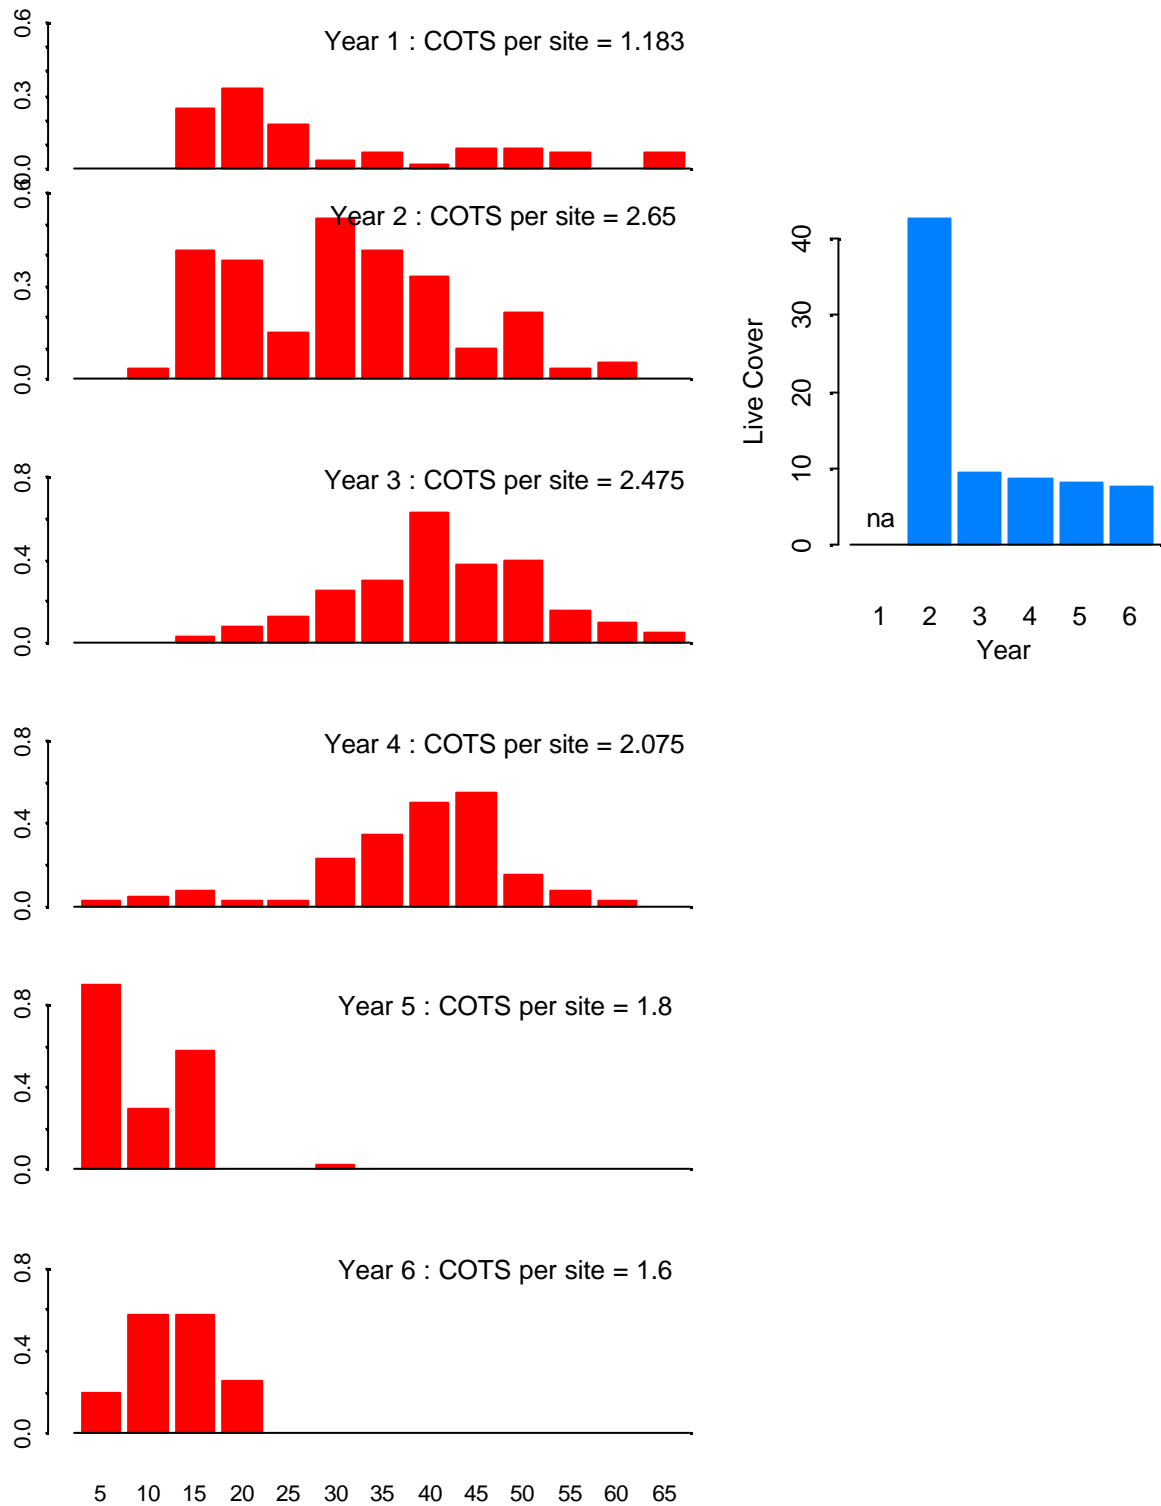 0.6
Year 1 : COTS per site = 1.183
0.3
0.0
0.6
Year 2 : COTS per site = 2.65
0.3
0.0
0.8
Year 3 : COTS per site = 2.475
0.4
0.0
0.8
Year 4 : COTS per site = 2.075
0.4
0.0
0.8
Year 5 : COTS per site = 1.8
0.4
0.0
0.8
Year 6 : COTS per site = 1.6
0.4
0.0
5 10 15 20 25 30 35 40 45 50 55 60 65
40
30
20
10
0
Live Cover
na
1 2 3 4 5 6
Year